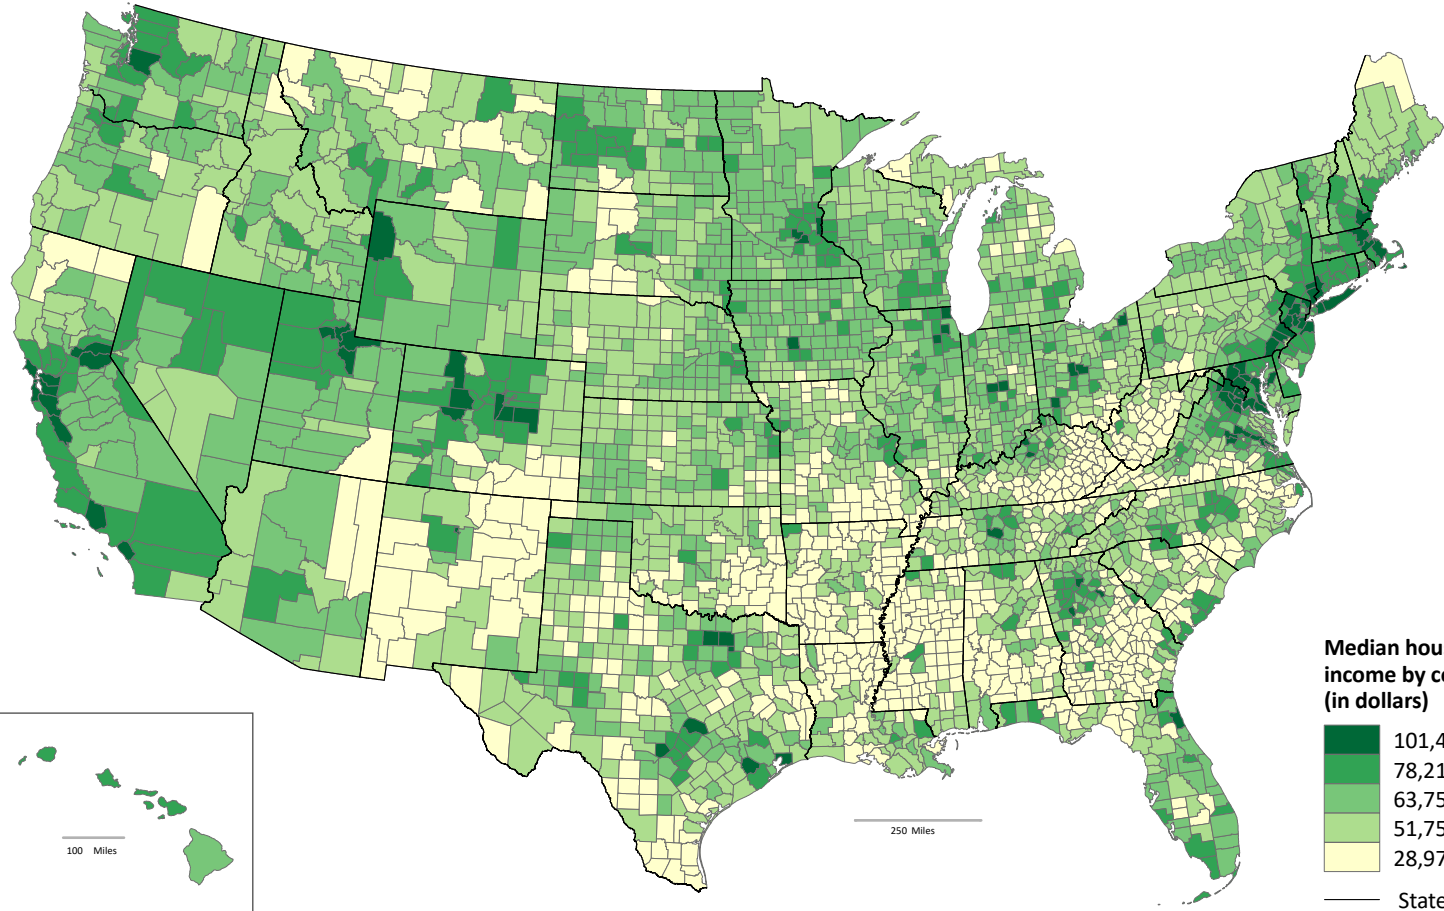 Median hou
income by co
(in dollars)
101,4
78,21
63,75
51,75
28,97
State
250 Miles
100 Miles